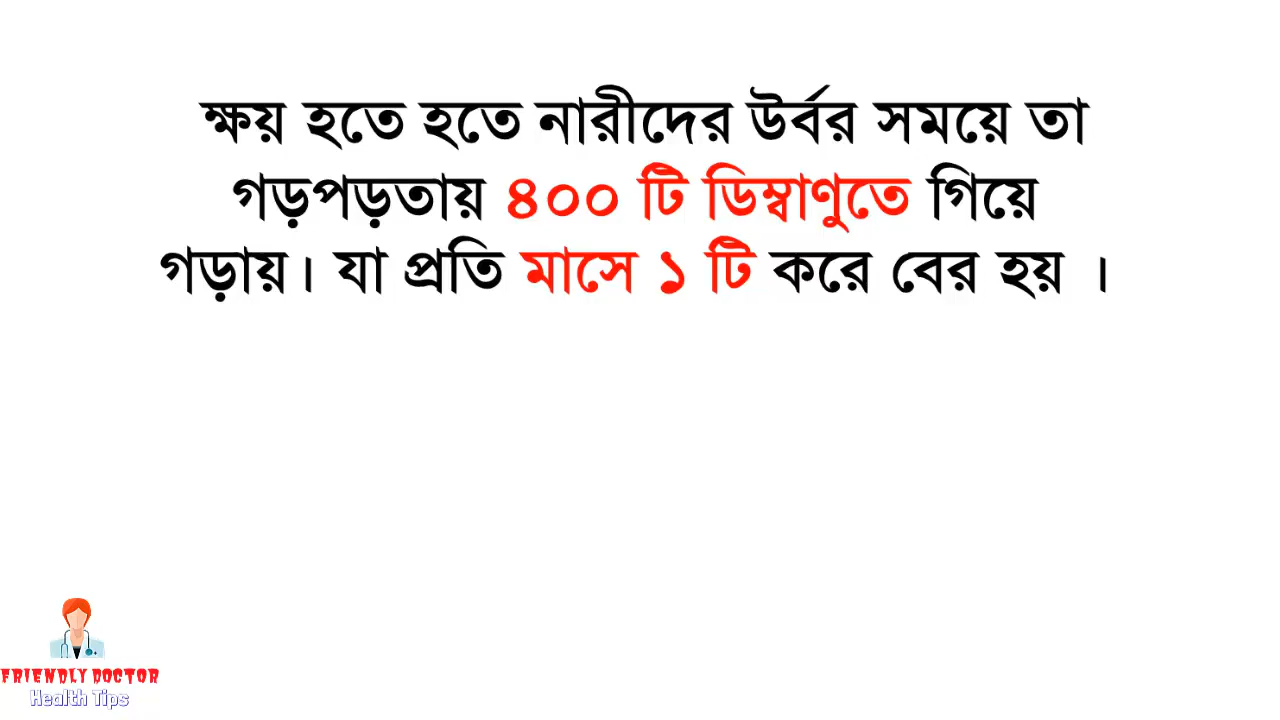 ক্ষয় হতে হতে নারীদের উর্বর সময়ে তা
গড়পড়তায় ৪০০ টি ডিম্বাণুতে গিয়ে
গড়ায়। যা প্রতি মাসে ১ টি করে বের হয় ।
FRIENDLY DOCTOR
Health Tips